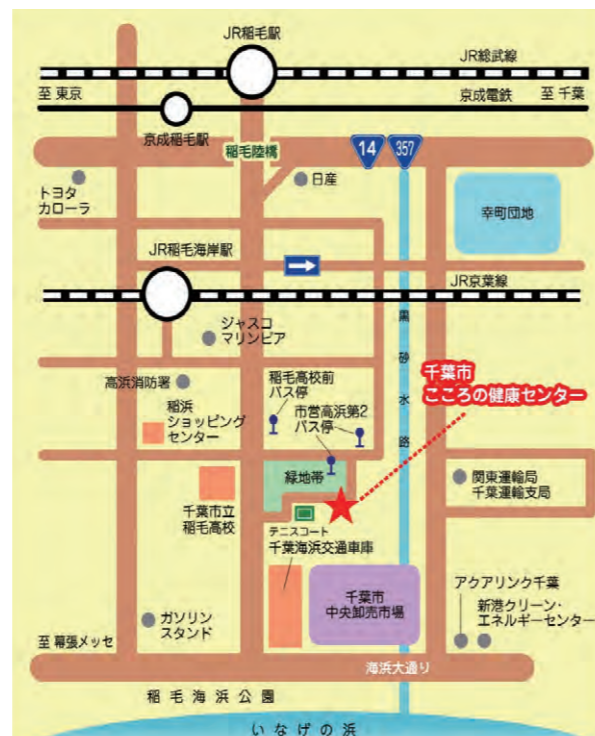 JR稲毛駅
JR総武線
至 東京
京成電鉄
至 千葉
京成稲毛駅
稲毛陸橋
14
357
トヨタ
カローラ
日産
幸町団地
JR稲毛海岸駅
JR京葉線
黒砂水路
ジャスコ
マリンピア
千葉市
こころの健康センター
高浜消防署
稲毛高校前
バス停
稲浜
ショッピング
センター
市営高浜第2
バス停
緑地帯
関東運輸局
千葉運輸支局
千葉市立
稲毛高校
テニスコート
千葉海浜交通車庫
千葉市
中央卸売市場
アクアリンク千葉
新港クリーン・
エネルギーセンター
ガソリン
スタンド
至 幕張メッセ
海浜大通り
稲毛海浜公園
いなげの浜